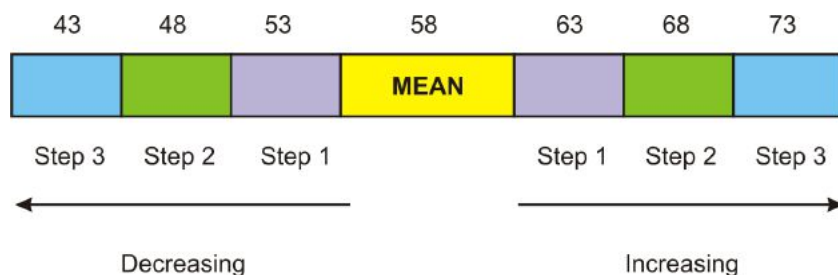 43 48 53 58 63 68 73
MEAN
Step 3 Step 2 Step 1 Step 1 Step 2 Step 3
Decreasing Increasing